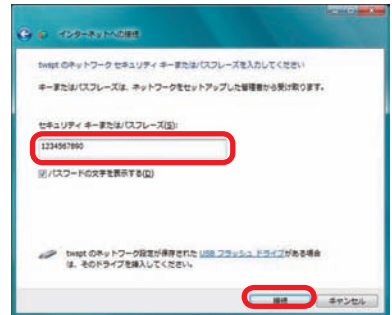 インターネットへの接続
twspt のネットワーク セキュリティ キーまたはパスフレーズを入力してください
キーまたはパスフレーズは、ネットワークをセットアップした管理者から受け取ります。
セキュリティ キーまたはパスフレーズ(S):
1234567890
パスワードの文字を表示する(D)
twspt のネットワーク設定が保存された USB フラッシュ ドライブがある場合
は、そのドライブを挿入してください。
接続
キャンセル